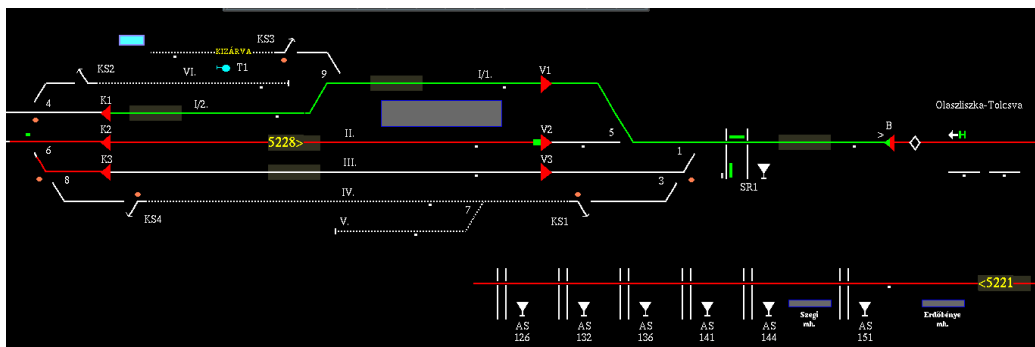 KS3
KIZÁRVA
KS2
VI.
T1
9
I/1.
V1
4
K1
I/2.
Olaszliszka-Tolcsva
K2
II.
5228>
V2
5
> B
H
6
K3
III.
V3
1
8
3
SR1
IV.
KS4
V.
7
KS1
<5221
AS
126
AS
132
AS
136
AS
141
AS
144
Szegi
mh.
AS
151
Erdőbénye
mh.